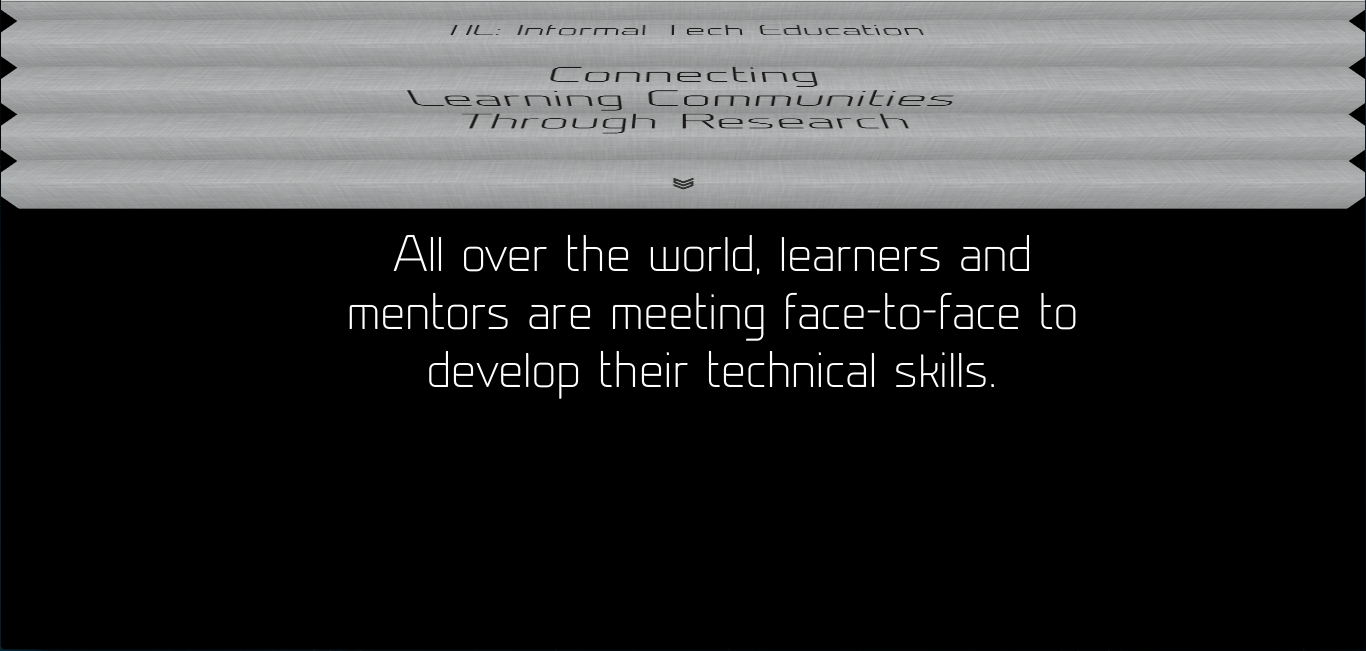 Informal Tech Education
Connecting
Learning Communities
Through Research
All over the world, learners and
mentors are meeting face-to-face to
develop their technical skills.